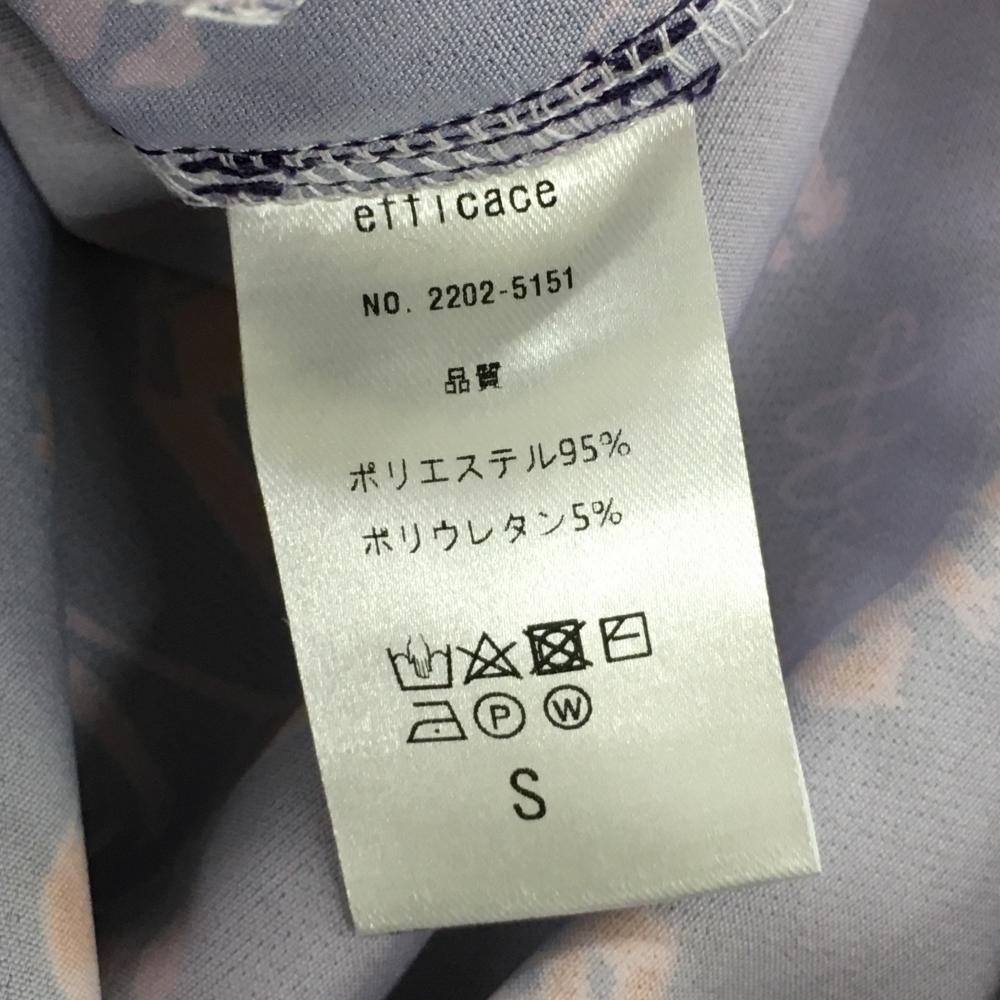 efficace
NO. 2202-5151
品質
ポリエステル95%
ポリウレタン5%
P W
S